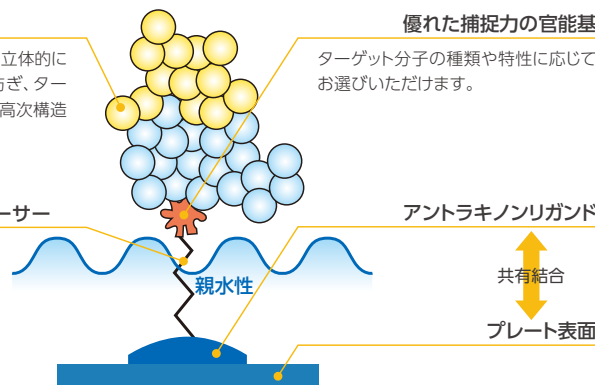 優れた捕捉力の官能基
立体的に
ぎ、ター
高次構造
ターゲット分子の種類や特性に応じて
お選びいただけます。
ーサー
アントラキノンリガンド
共有結合
親水性
プレート表面